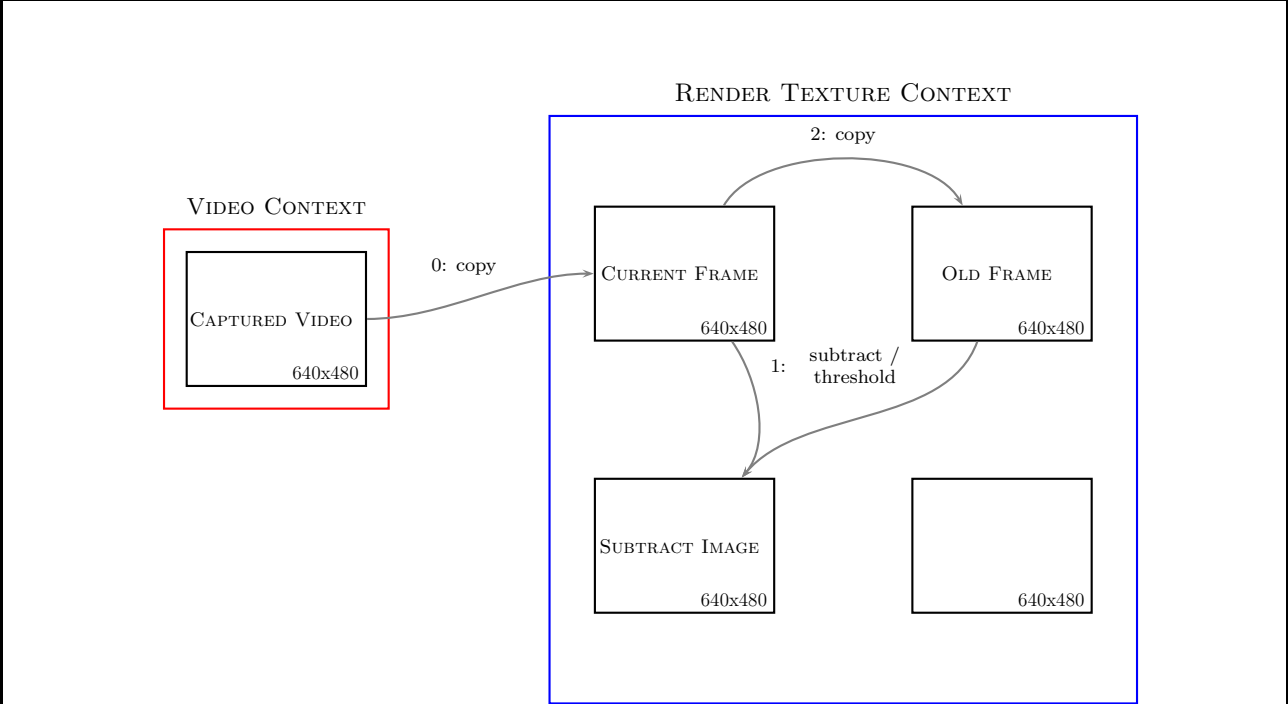 Render Texture Context
2: copy
Video Context
0: copy
Current Frame
640x480
Old Frame
640x480
Captured Video
640x480
1:
subtract /
threshold
Subtract Image
640x480
640x480